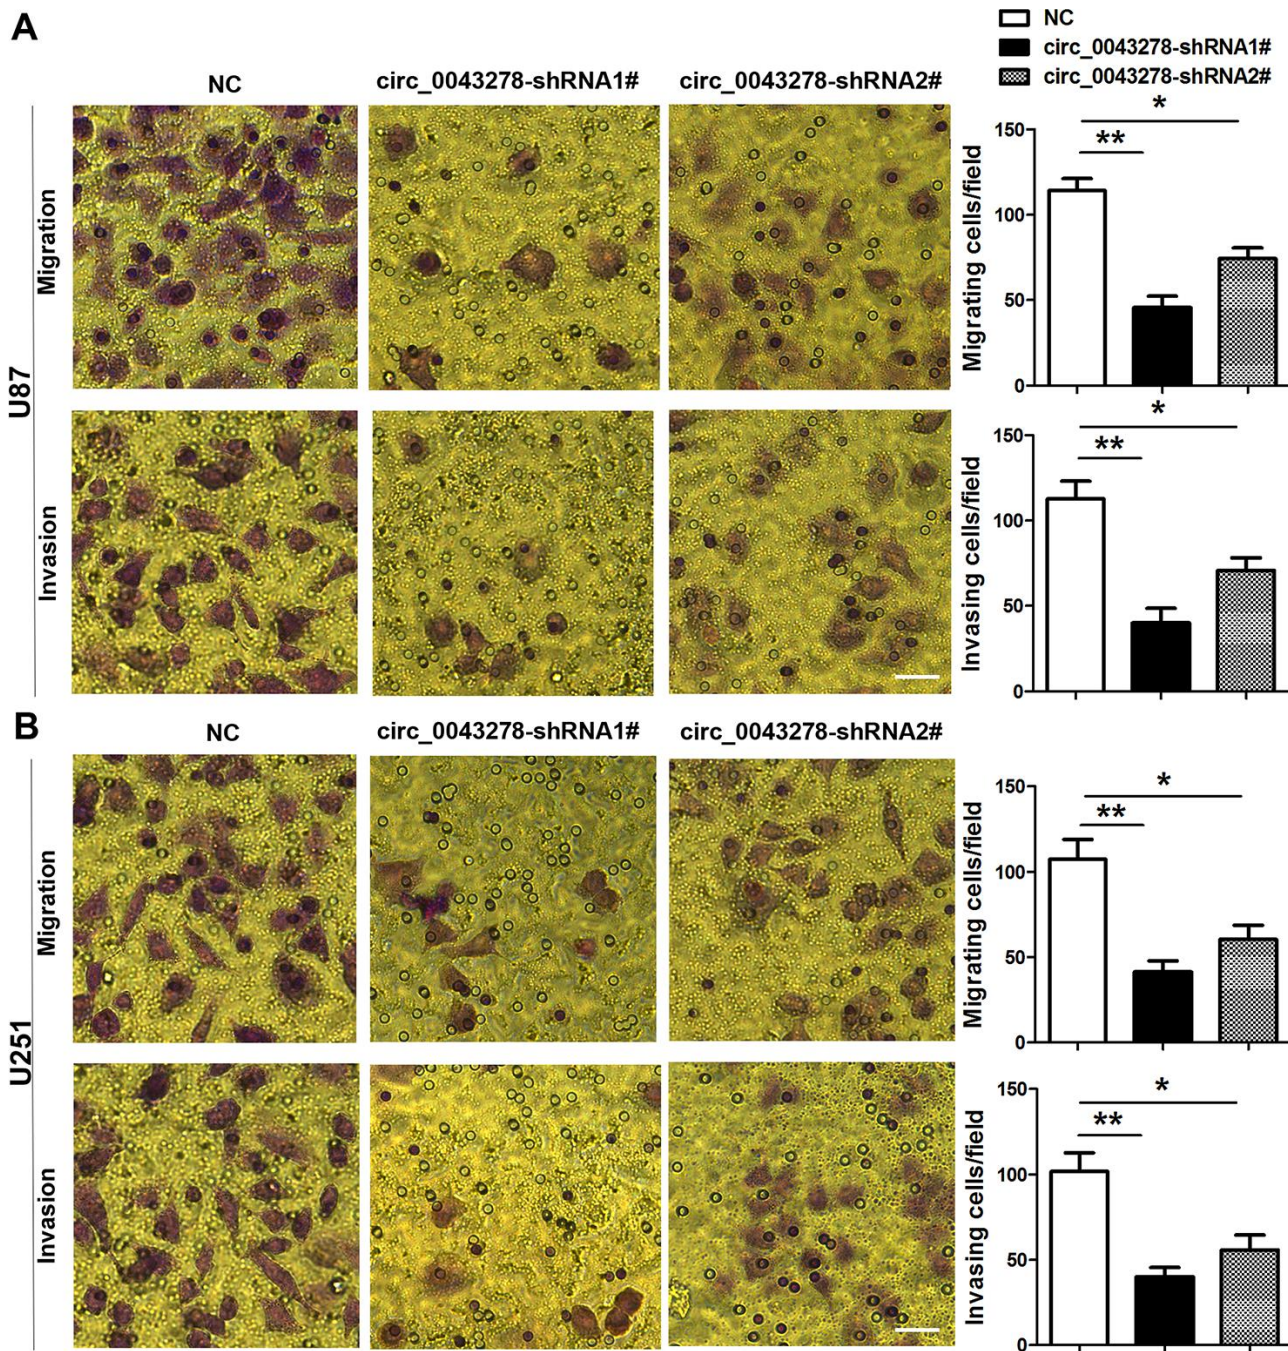 A
NC
circ_0043278-shRNA1#
circ_0043278-shRNA2#
NC
circ_0043278-shRNA1#
circ_0043278-shRNA2#
U87
Migration
Invasion
Migrating cells/field
150
100
50
0
**
*
Invasing cells/field
150
100
50
0
**
*
B
NC
circ_0043278-shRNA1#
circ_0043278-shRNA2#
U251
Migration
Invasion
Migrating cells/field
150
100
50
0
**
*
Invasing cells/field
150
100
50
0
**
*